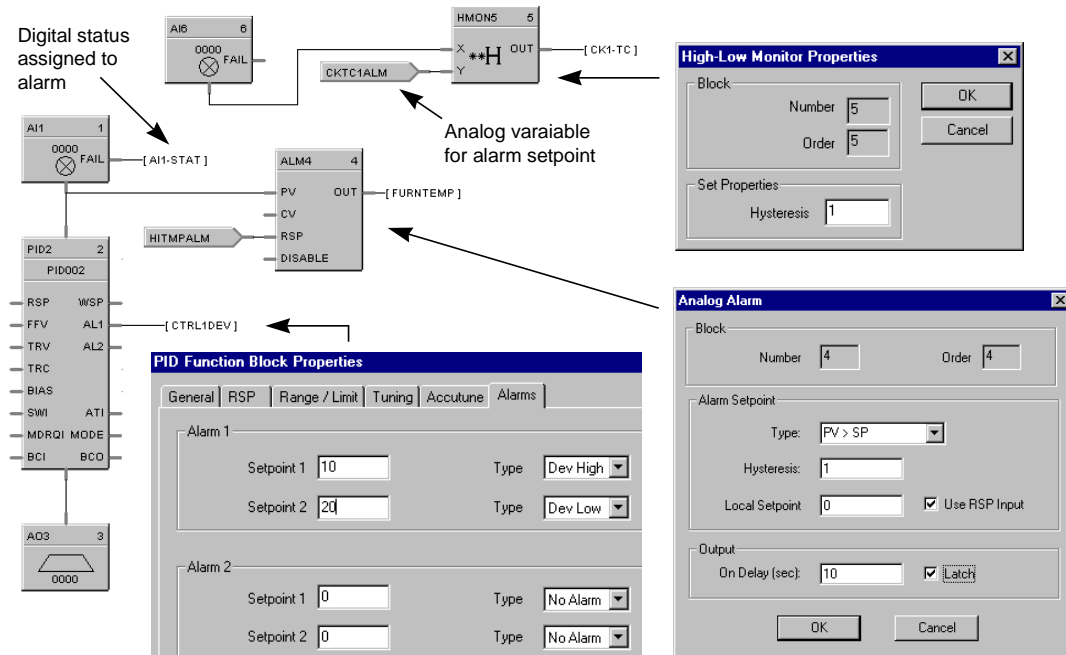 Digital status
assigned to
alarm
AI6 6
0000
FAIL
HMON5 5
X OUT
**H
Y
[ CK1-TC ]
CKTC1ALM
Analog varaiable
for alarm setpoint
AI1 1
0000
FAIL
[ AI1-STAT ]
ALM4 4
PV OUT
CV
RSP
DISABLE
[ FURNTEMP ]
HITMPALM
PID2 2
PID002
RSP WSP
FFV AL1
TRV AL2
TRC
BIAS
SWI ATI
MDRQI MODE
BCI BCO
[ CTRL1DEV ]
AO3 3
0000
High-Low Monitor Properties
Block
Number 5
Order 5
OK
Cancel
Set Properties
Hysteresis 1
PID Function Block Properties
General RSP Range / Limit Tuning Accutune Alarms
Alarm 1
Setpoint 1 10 Type Dev High
Setpoint 2 20 Type Dev Low
Alarm 2
Setpoint 1 0 Type No Alarm
Setpoint 2 0 Type No Alarm
Analog Alarm
Block
Number 4 Order 4
Alarm Setpoint
Type: PV > SP
Hysteresis: 1
Local Setpoint 0 Use RSP Input
Output
On Delay (sec): 10 Latch
OK Cancel